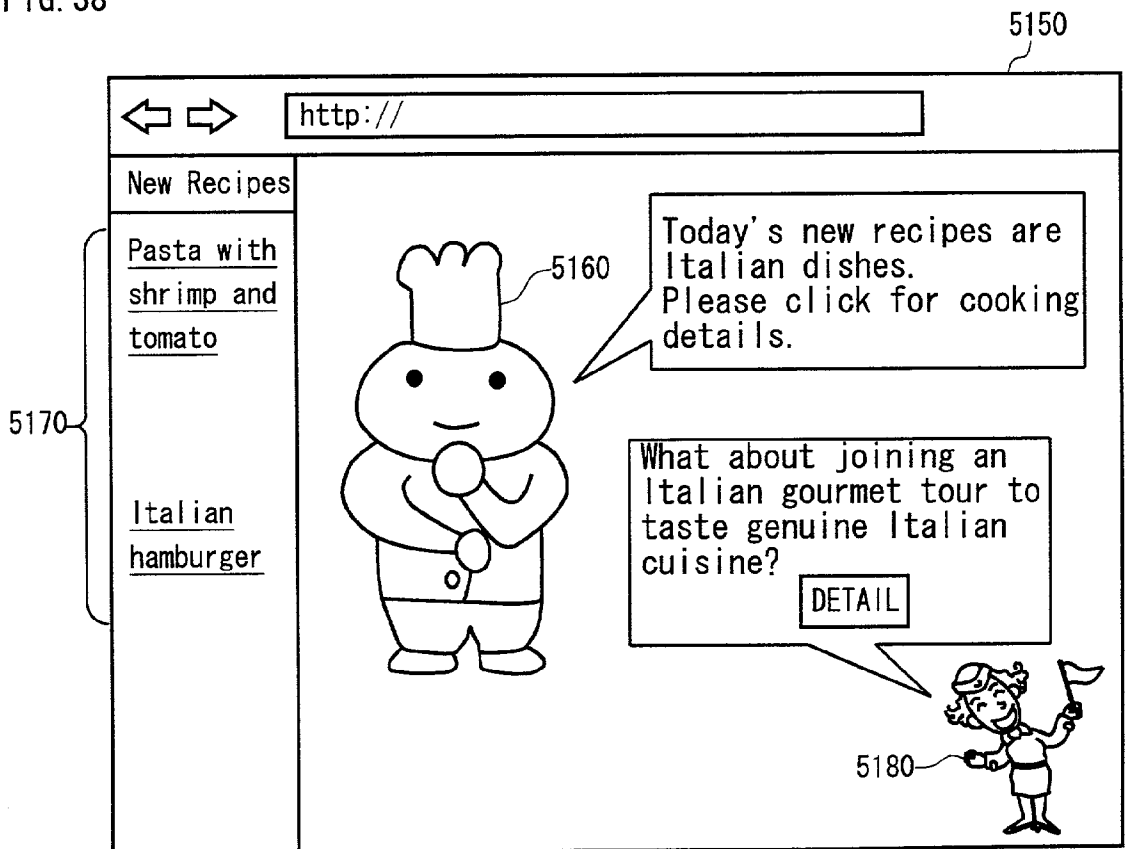 FIG. 38
5150
http://
New Recipes
Pasta with
shrimp and
tomato
5170
Italian
hamburger
5160
Today's new recipes are
Italian dishes.
Please click for cooking
details.
What about joining an
Italian gourmet tour to
taste genuine Italian
cuisine?
DETAIL
5180